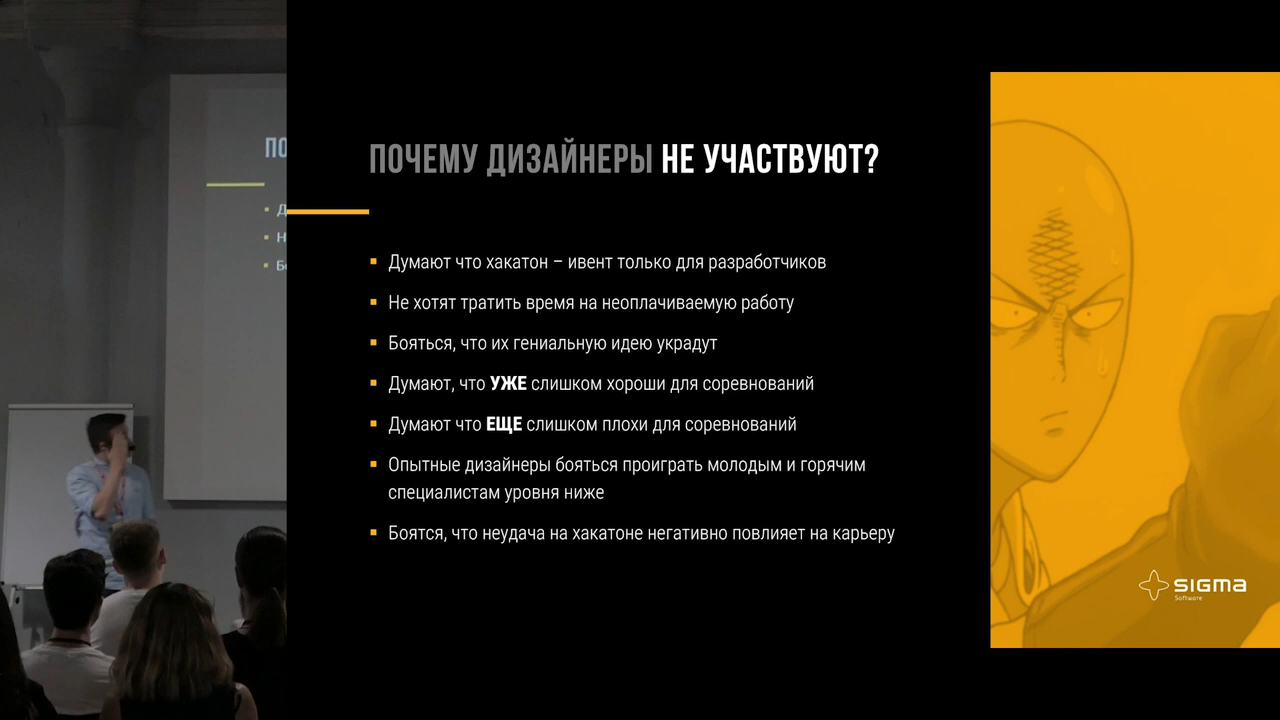 ПО
Д
Н
Бо
ПОЧЕМУ ДИЗАЙНЕРЫ НЕ УЧАСТВУЮТ?
▪ Думают что хакатон – ивент только для разработчиков
▪ Не хотят тратить время на неоплачиваемую работу
▪ Бояться, что их гениальную идею украдут
▪ Думают, что УЖЕ слишком хороши для соревнований
▪ Думают что ЕЩЕ слишком плохи для соревнований
▪ Опытные дизайнеры бояться проиграть молодым и горячим
специалистам уровня ниже
▪ Боятся, что неудача на хакатоне негативно повлияет на карьеру
sigma
Software